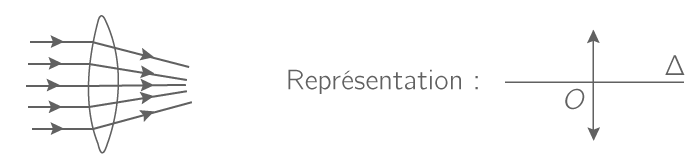 Représentation :
Δ
O